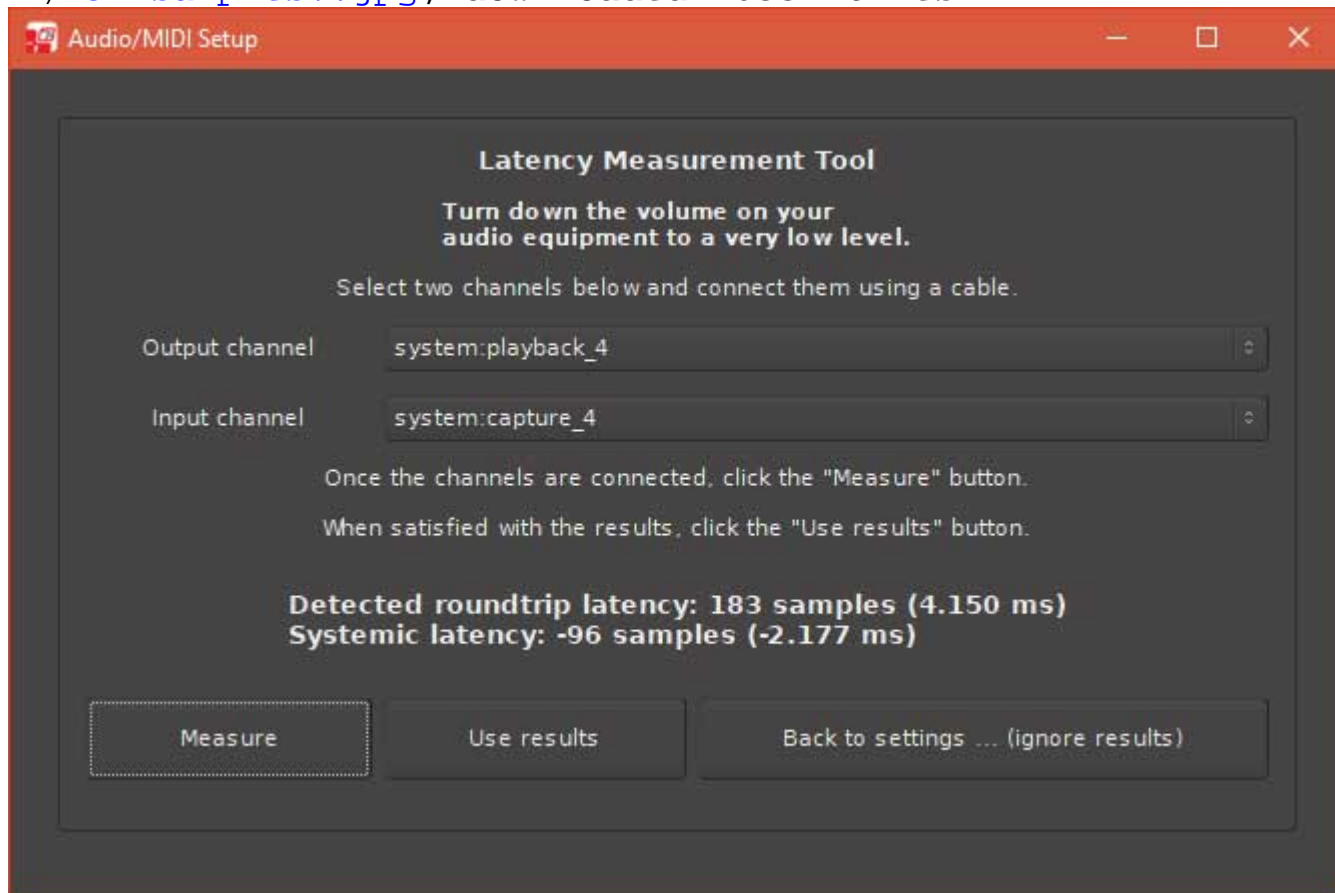 Audio/MIDI Setup
Latency Measurement Tool
Turn down the volume on your
audio equipment to a very low level.
Select two channels below and connect them using a cable.
Output channel system:playback_4
Input channel system:capture_4
Once the channels are connected, click the "Measure" button.
When satisfied with the results, click the "Use results" button.
Detected roundtrip latency: 183 samples (4.150 ms)
Systemic latency: -96 samples (-2.177 ms)
Measure Use results Back to settings ... (ignore results)